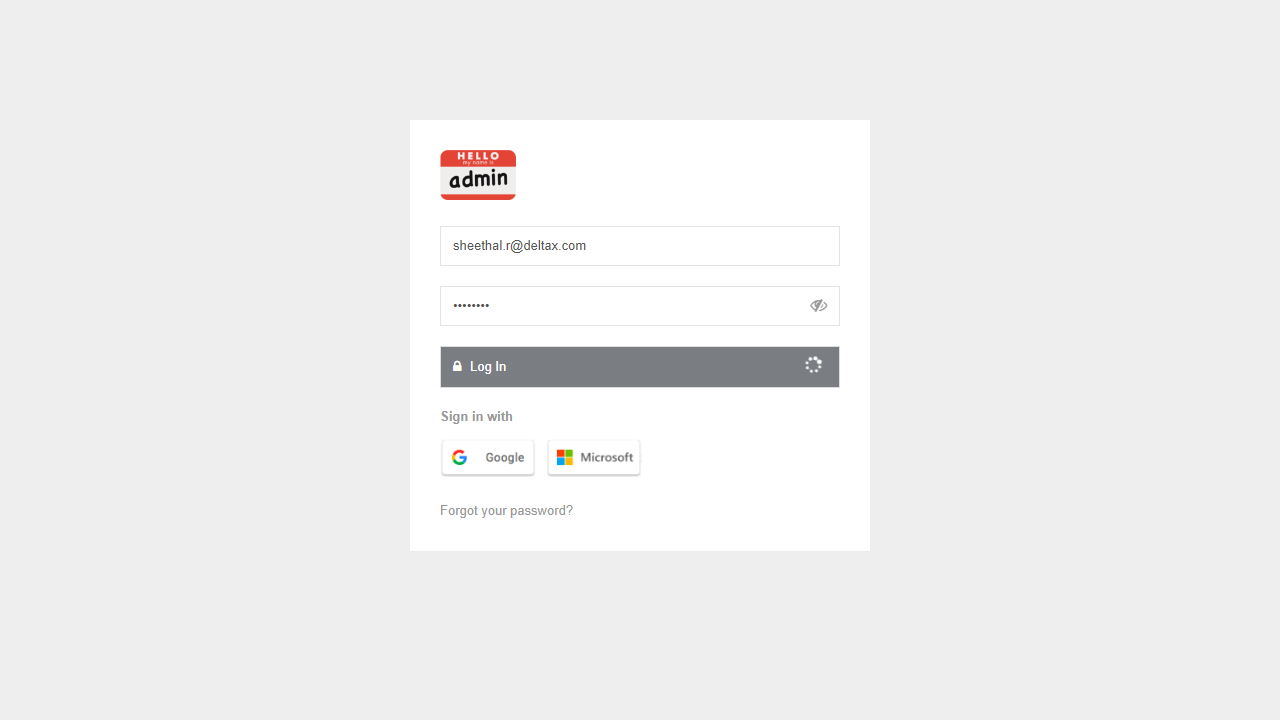 HELLO
my name is
admin
sheethal.r@deltax.com
••••••••
Log In
Sign in with
Google
Microsoft
Forgot your password?